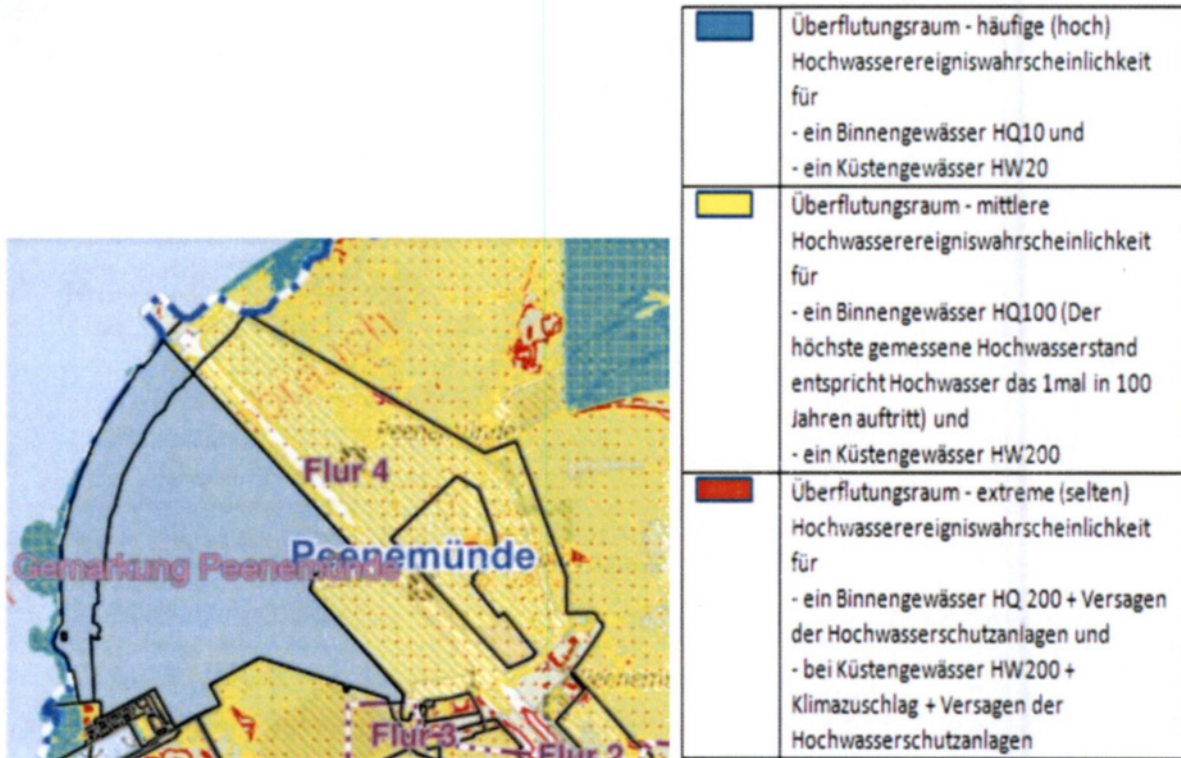 Überflutungsraum - häufige (hoch)
Hochwasserereigniswahrscheinlichkeit
für
- ein Binnengewässer HQ10 und
- ein Küstengewässer HW20
Überflutungsraum - mittlere
Hochwasserereigniswahrscheinlichkeit
für
- ein Binnengewässer HQ100 (Der
höchste gemessene Hochwasserstand
entspricht Hochwasser das 1mal in 100
Jahren auftritt) und
- ein Küstengewässer HW200
Überflutungsraum - extreme (selten)
Hochwasserereigniswahrscheinlichkeit
für
- ein Binnengewässer HQ 200 + Versagen
der Hochwasserschutzanlagen und
- bei Küstengewässer HW200 +
Klimazuschlag + Versagen der
Hochwasserschutzanlagen
Peenemünde
Flur 4
Peenemünde
Gemarkung Peenemünde
Flur 3
Flur 2